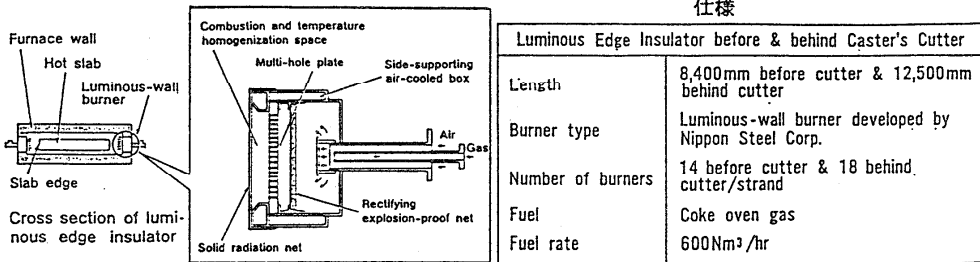 仕様
Furnace wall
Hot slab
Luminous-wall
burner
Slab edge
Cross section of lumi-
nous edge insulator
Combustion and temperature
homogenization space
Multi-hole plate
Side-supporting
air-cooled box
Air
Gas
Rectifying
explosion-proof net
Solid radiation net
Luminous Edge Insulator before & behind Caster's Cutter
Length
8,400mm before cutter & 12,500mm
behind cutter
Burner type
Luminous-wall burner developed by
Nippon Steel Corp.
Number of burners
14 before cutter & 18 behind
cutter/strand
Fuel
Coke oven gas
Fuel rate
600Nm³/hr